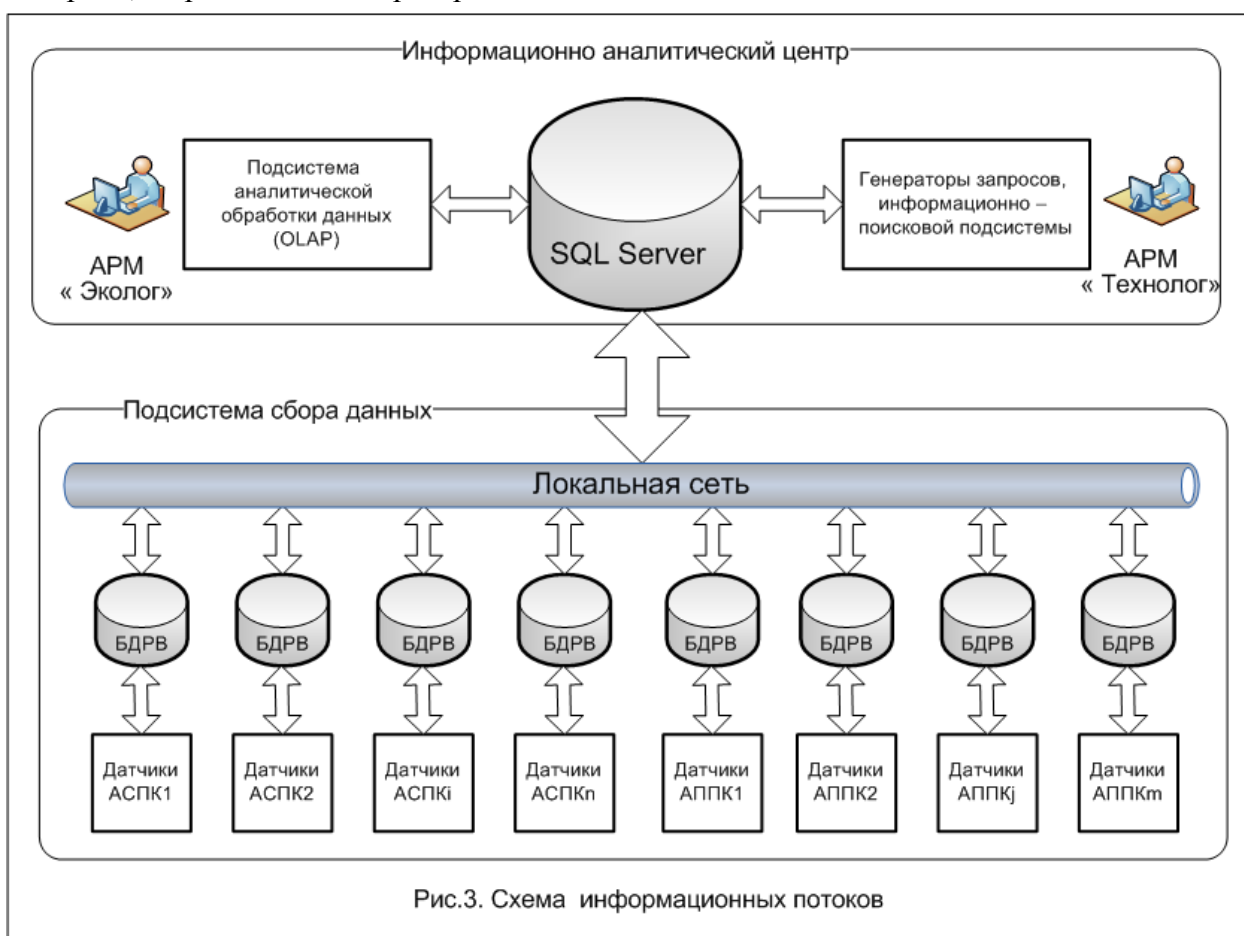 Информационно аналитический центр
Подсистема
аналитической
обработки данных
(OLAP)
Генераторы запросов,
информационно –
поисковой подсистемы
SQL Server
АРМ
« Эколог»
АРМ
« Технолог»
Подсистема сбора данных
Локальная сеть
БДРВ БДРВ БДРВ БДРВ БДРВ БДРВ БДРВ БДРВ
Датчики Датчики Датчики Датчики Датчики Датчики Датчики Датчики
АСПК1 АСПК2 АСПКi АСПКn АППК1 АППК2 АППКj АППКm
Рис.3. Схема информационных потоков